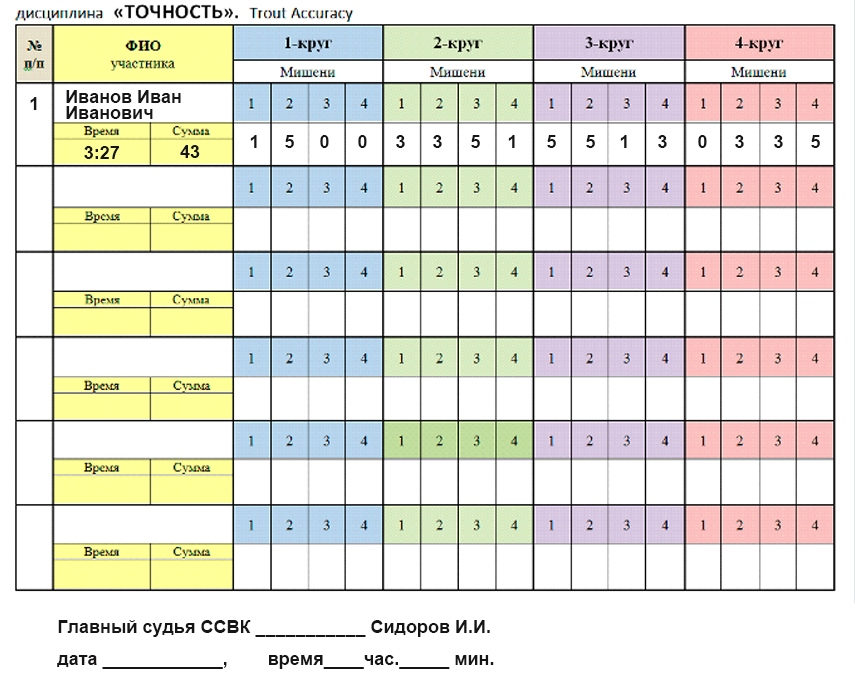 дисциплина «ТОЧНОСТЬ». Trout Accuracy
№ п/п ФИО участника 1-круг 2-круг 3-круг 4-круг
Мишени Мишени Мишени Мишени
1 Иванов Иван Иванович 1 2 3 4 1 2 3 4 1 2 3 4 1 2 3 4
Время Сумма
3:27 43 1 5 0 0 3 3 5 1 5 5 1 3 0 3 3 5
1 2 3 4 1 2 3 4 1 2 3 4 1 2 3 4
Время Сумма
1 2 3 4 1 2 3 4 1 2 3 4 1 2 3 4
Время Сумма
1 2 3 4 1 2 3 4 1 2 3 4 1 2 3 4
Время Сумма
1 2 3 4 1 2 3 4 1 2 3 4 1 2 3 4
Время Сумма
1 2 3 4 1 2 3 4 1 2 3 4 1 2 3 4
Время Сумма
Главный судья ССВК ___________ Сидоров И.И.
дата ____________, время____час._____ мин.